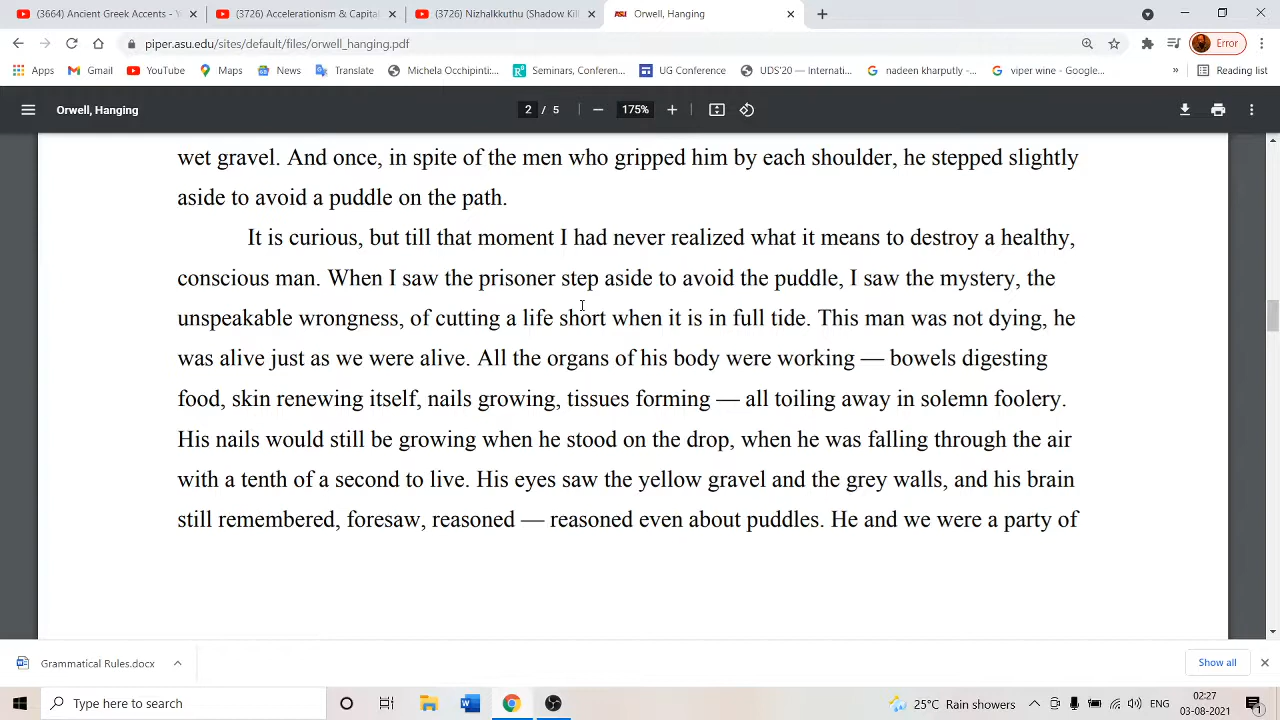 (3664) Ancient Greek Accents - Y
(3726) Accelerationism & Capital
(3726) Nizhalkkuthu (Shadow Kill
ASU Orwell, Hanging
piper.asu.edu/sites/default/files/orwell_hanging.pdf
Error
Apps Gmail YouTube Maps News Translate Michela Occhipinti:... Seminars, Conferen... UG Conference UDS'20 — Internati... nadeen kharputly -... viper wine - Google... » Reading list
Orwell, Hanging 2 / 5 175%
wet gravel. And once, in spite of the men who gripped him by each shoulder, he stepped slightly
aside to avoid a puddle on the path.
It is curious, but till that moment I had never realized what it means to destroy a healthy,
conscious man. When I saw the prisoner step aside to avoid the puddle, I saw the mystery, the
unspeakable wrongness, of cutting a life short when it is in full tide. This man was not dying, he
was alive just as we were alive. All the organs of his body were working — bowels digesting
food, skin renewing itself, nails growing, tissues forming — all toiling away in solemn foolery.
His nails would still be growing when he stood on the drop, when he was falling through the air
with a tenth of a second to live. His eyes saw the yellow gravel and the grey walls, and his brain
still remembered, foresaw, reasoned — reasoned even about puddles. He and we were a party of
Grammatical Rules.docx
Show all
Type here to search
25°C Rain showers
ENG
02:27
03-08-2021
1